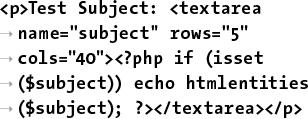 <p>Test Subject: <textarea
→ name="subject" rows="5"
→ cols="40"><?php if (isset
→ ($subject)) echo htmlentities
→ ($subject); ?></textarea></p>